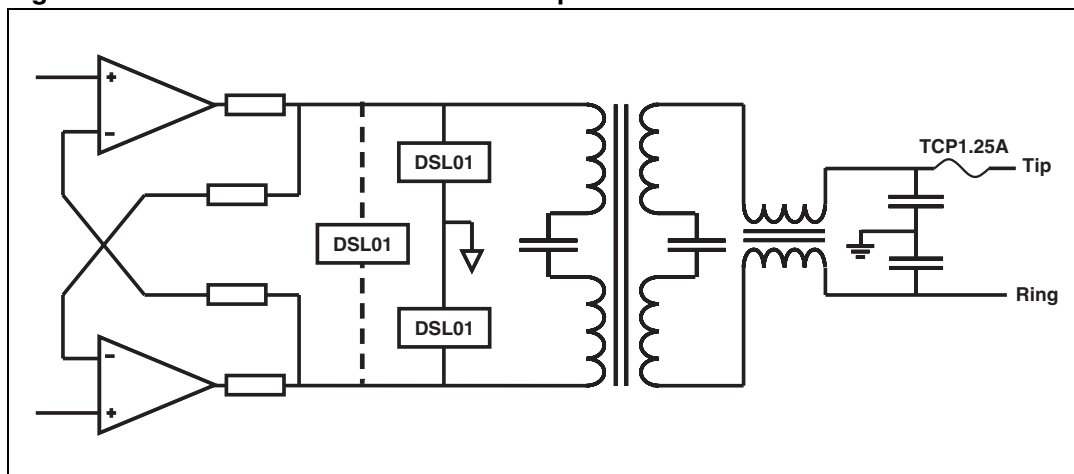 +
TCP1.25A
DSL01
Tip
-
DSL01
Ring
DSL01
-
+